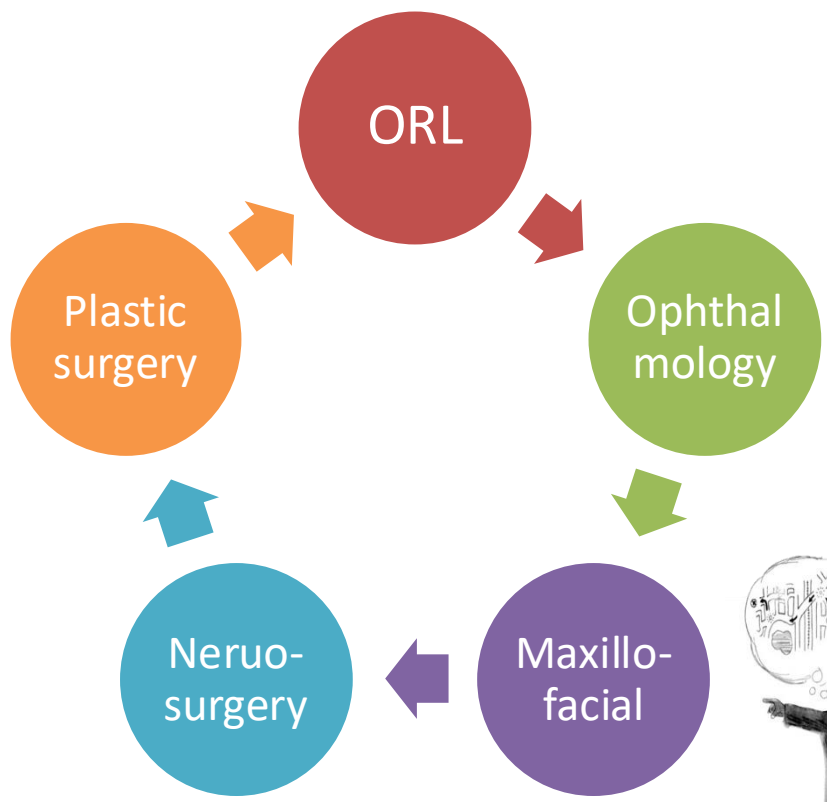 ORL
Plastic
surgery
Ophthal
mology
Neruo-
surgery
Maxillo-
facial